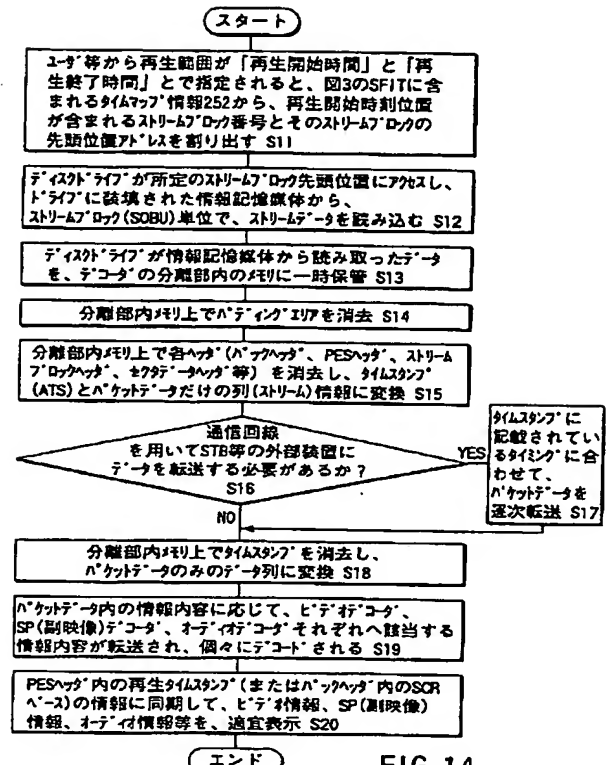 スタート
ユーザ等から再生範囲が「再生開始時間」と「再
生終了時間」とで指定されると、図3のSFITに含
まれるタイムマップ情報252から、再生開始時刻位置
が含まれるストリームブロック番号とそのストリームブロックの
先頭位置アドレスを割り出す S11
ディスクドライブが所定のストリームブロック先頭位置にアクセスし、
ドライブに装填された情報記憶媒体から、
ストリームブロック(SOBU)単位で、ストリームデータを読み込む S12
ディスクドライブが情報記憶媒体から読み取ったデータ
を、デコーダの分離部内のメモリに一時保管 S13
分離部内メモリ上でパディングエリアを消去 S14
分離部内メモリ上で各ヘッダ(パックヘッダ、PESヘッダ、ストリーム
ブロックヘッダ、セクタデータヘッダ等)を消去し、タイムスタンプ
(ATS)とパケットデータだけの列(ストリーム)情報に変換 S15
通信回線
を用いてSTB等の外部装置に
データを転送する必要があるか?
S16
YES
タイムスタンプに
記載されてい
るタイミングに合
わせて、
パケットデータを
逐次転送 S17
NO
分離部内メモリ上でタイムスタンプを消去し、
パケットデータのみのデータ列に変換 S18
パケットデータ内の情報内容に応じて、ビデオデコーダ、
SP(副映像)デコーダ、オーディオデコーダそれぞれへ該当する
情報内容が転送され、個々にデコードされる S19
PESヘッダ内の再生タイムスタンプ(またはパックヘッダ内のSCR
ベース)の情報に同期して、ビデオ情報、SP(副映像)
情報、オーディオ情報等を、適宜表示 S20
エンド
FIG. 14